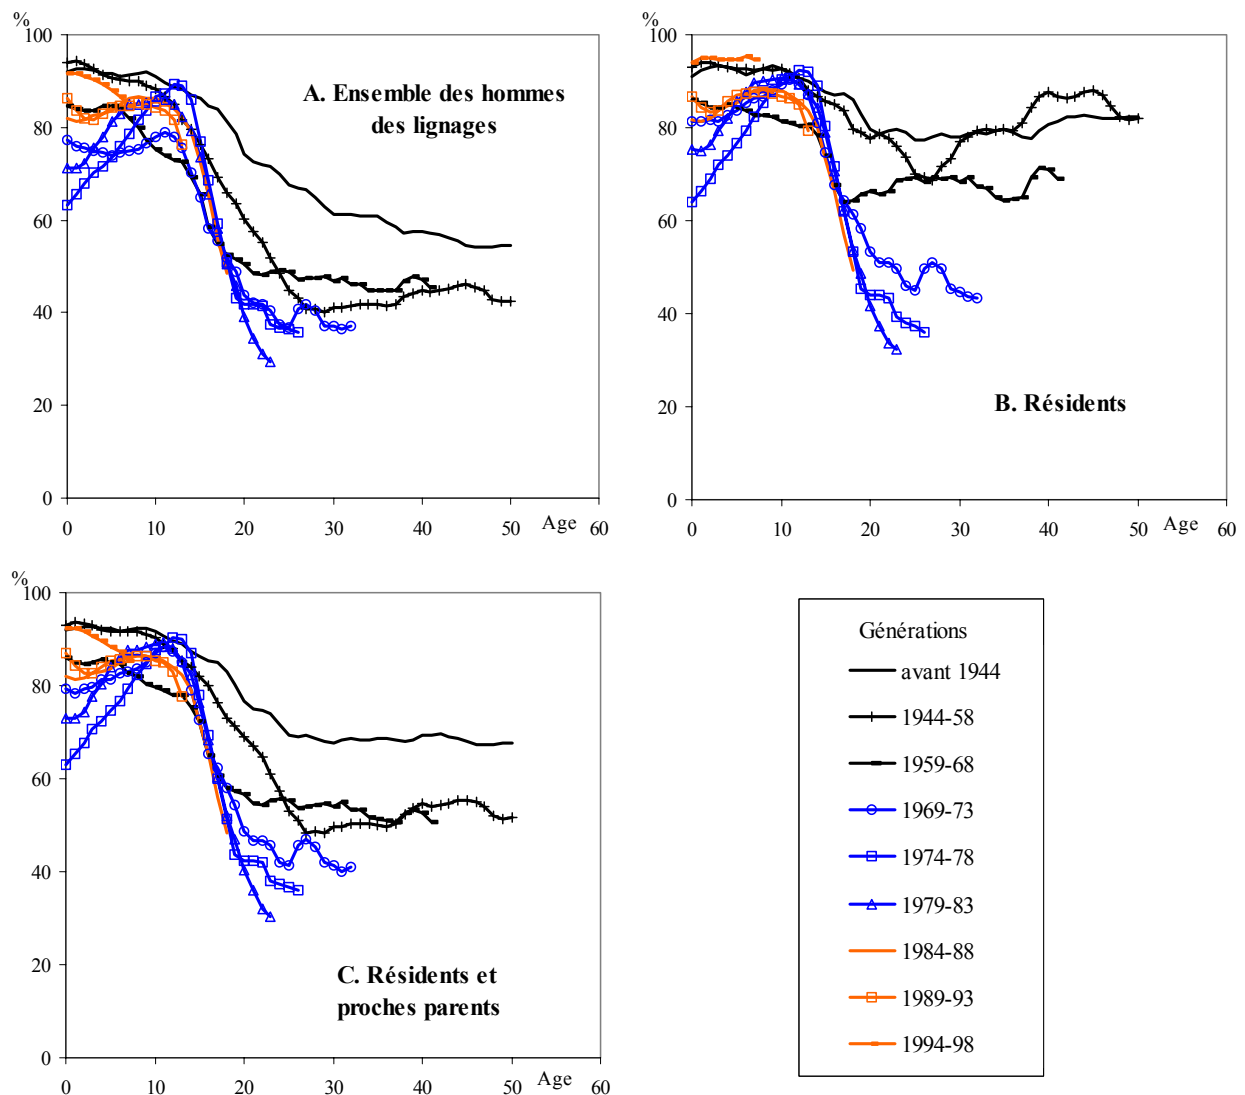 %
100
80
60
40
20
0
A. Ensemble des hommes
des lignages
0 10 20 30 40 50 Age 60
%
100
80
60
40
20
0
B. Résidents
0 10 20 30 40 50 Age 60
%
100
80
60
40
20
0
C. Résidents et
proches parents
0 10 20 30 40 50 Age 60
Générations
avant 1944
1944-58
1959-68
1969-73
1974-78
1979-83
1984-88
1989-93
1994-98